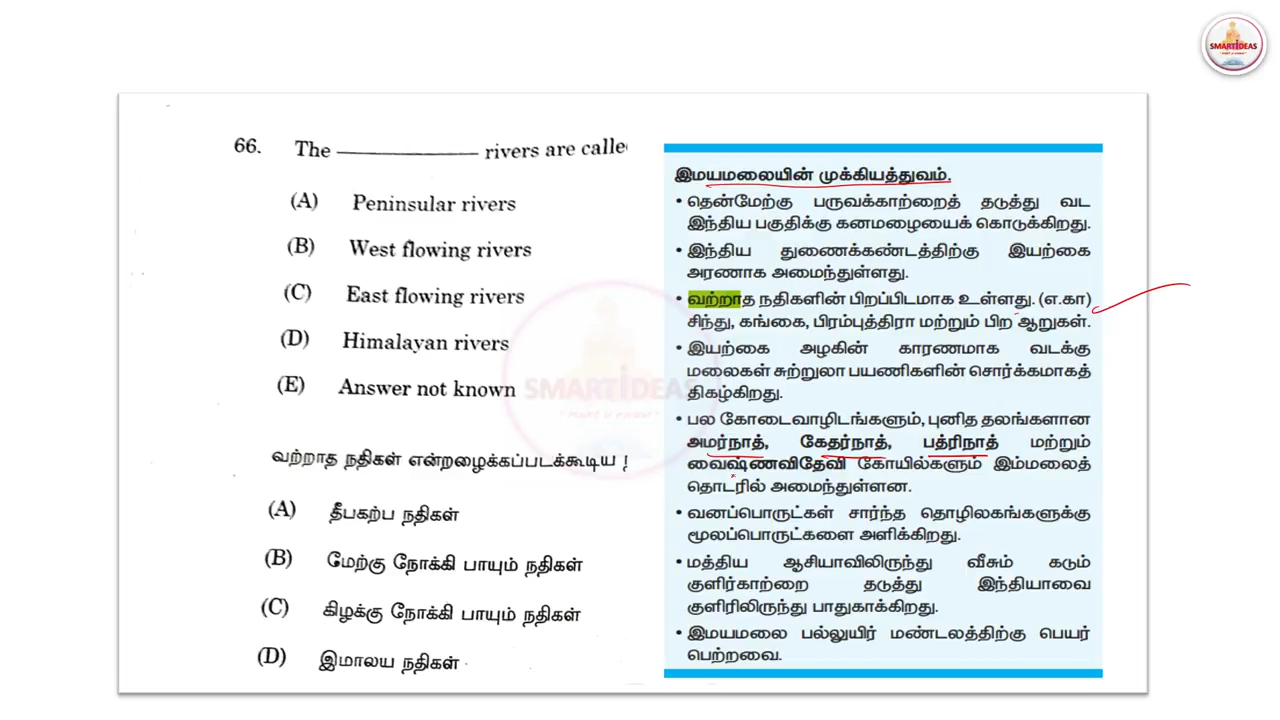 SMARTIDEAS
66. The ____________ rivers are calle
(A) Peninsular rivers
(B) West flowing rivers
(C) East flowing rivers
(D) Himalayan rivers
(E) Answer not known
வற்றாத நதிகள் என்றழைக்கப்படக்கூடிய
(A) தீபகற்ப நதிகள்
(B) மேற்கு நோக்கி பாயும் நதிகள்
(C) கிழக்கு நோக்கி பாயும் நதிகள்
(D) இமாலய நதிகள்
இமயமலையின் முக்கியத்துவம்.
• தென்மேற்கு பருவக்காற்றைத் தடுத்து வட
இந்திய பகுதிக்கு கனமழையைக் கொடுக்கிறது.
• இந்திய துணைக்கண்டத்திற்கு இயற்கை
அரணாக அமைந்துள்ளது.
• வற்றாத நதிகளின் பிறப்பிடமாக உள்ளது. (எ.கா)
சிந்து, கங்கை, பிரம்புத்திரா மற்றும் பிற ஆறுகள்.
• இயற்கை அழகின் காரணமாக வடக்கு
மலைகள் சுற்றுலா பயணிகளின் சொர்க்கமாகத்
திகழ்கிறது.
• பல கோடைவாழிடங்களும், புனித தலங்களான
அமர்நாத், கேதர்நாத், பத்ரிநாத் மற்றும்
வைஷ்ணவிதேவி கோயில்களும் இம்மலைத்
தொடரில் அமைந்துள்ளன.
• வனப்பொருட்கள் சார்ந்த தொழிலகங்களுக்கு
மூலப்பொருட்களை அளிக்கிறது.
• மத்திய ஆசியாவிலிருந்து வீசும் கடும்
குளிர்காற்றை தடுத்து இந்தியாவை
குளிரிலிருந்து பாதுகாக்கிறது.
• இமயமலை பல்லுயிர் மண்டலத்திற்கு பெயர்
பெற்றவை.
SMARTIDEAS